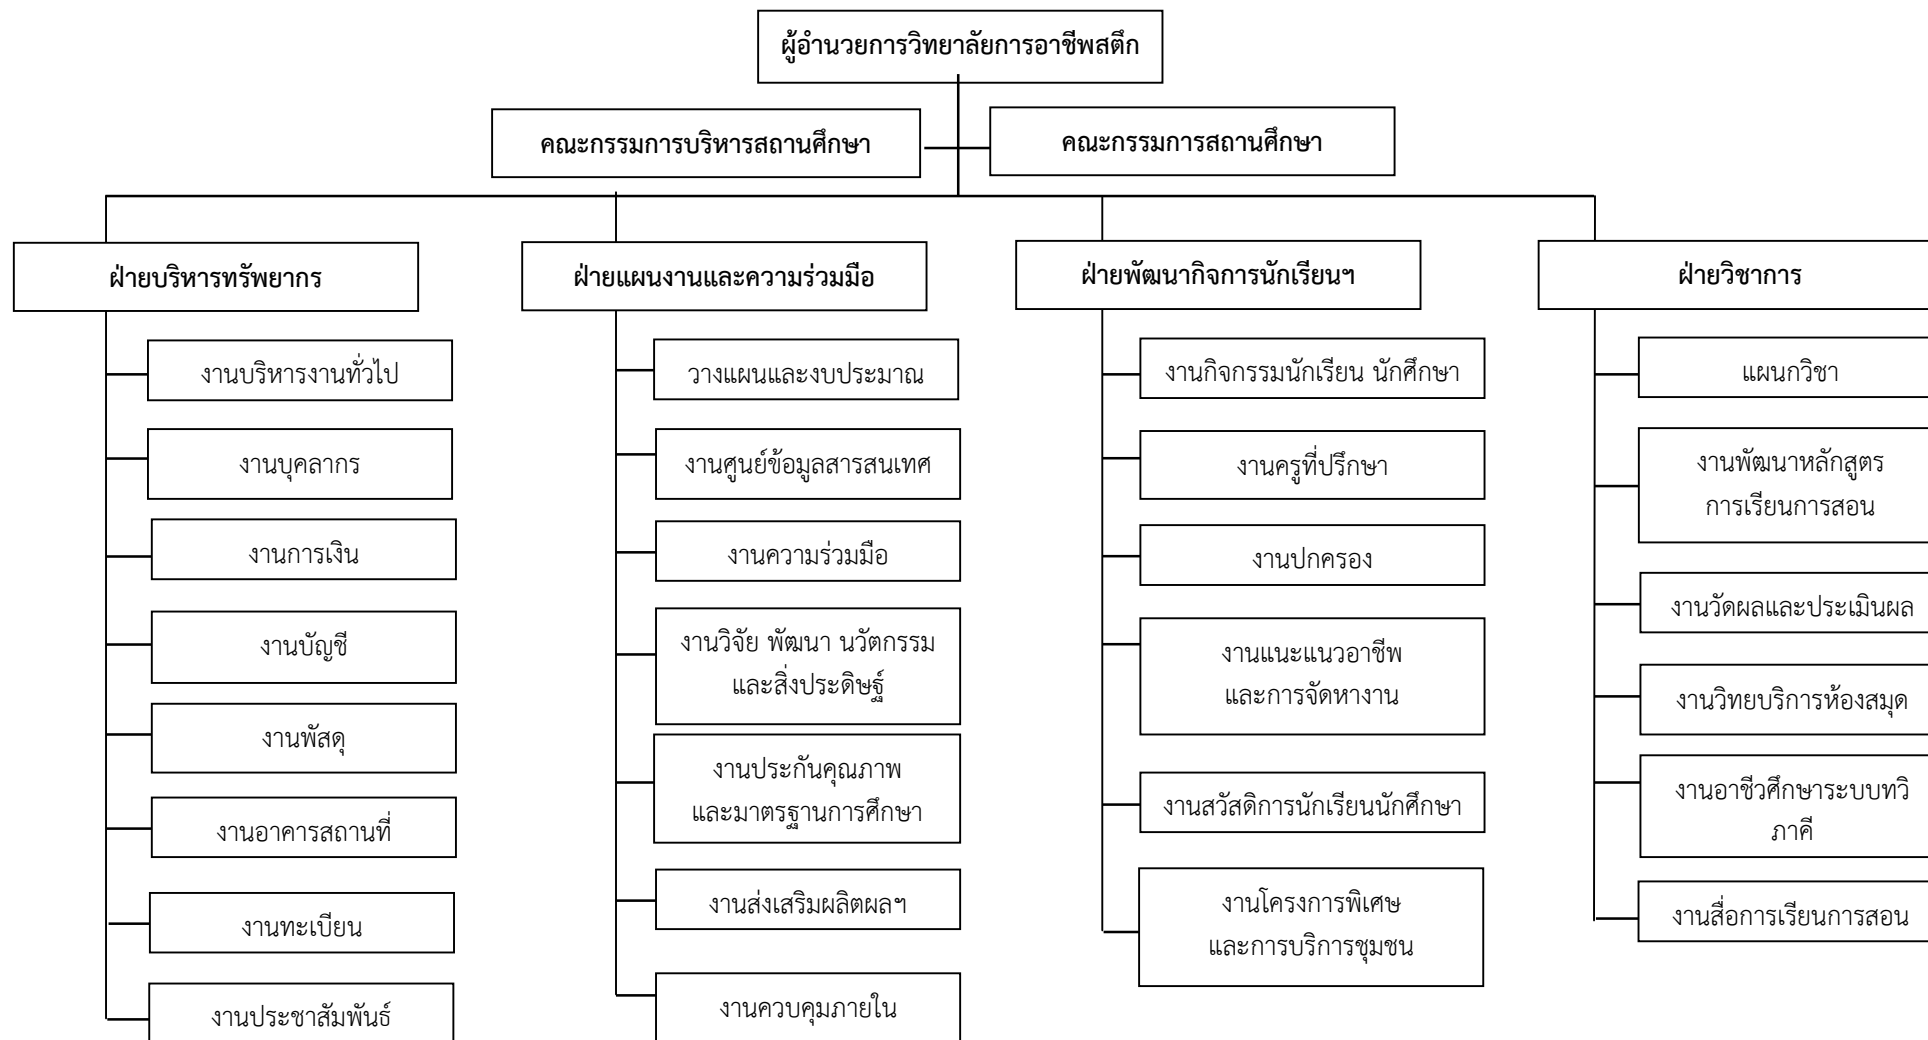 ผู้อำนวยการวิทยาลัยการอาชีพสตึก
คณะกรรมการบริหารสถานศึกษา
คณะกรรมการสถานศึกษา
ฝ่ายบริหารทรัพยากร
งานบริหารงานทั่วไป
งานบุคลากร
งานการเงิน
งานบัญชี
งานพัสดุ
งานอาคารสถานที่
งานทะเบียน
งานประชาสัมพันธ์
ฝ่ายแผนงานและความร่วมมือ
วางแผนและงบประมาณ
งานศูนย์ข้อมูลสารสนเทศ
งานความร่วมมือ
งานวิจัย พัฒนา นวัตกรรม
และสิ่งประดิษฐ์
งานประกันคุณภาพ
และมาตรฐานการศึกษา
งานส่งเสริมผลิตผลฯ
งานควบคุมภายใน
ฝ่ายพัฒนากิจการนักเรียนฯ
งานกิจกรรมนักเรียน นักศึกษา
งานครูที่ปรึกษา
งานปกครอง
งานแนะแนวอาชีพ
และการจัดหางาน
งานสวัสดิการนักเรียนนักศึกษา
งานโครงการพิเศษ
และการบริการชุมชน
ฝ่ายวิชาการ
แผนกวิชา
งานพัฒนาหลักสูตร
การเรียนการสอน
งานวัดผลและประเมินผล
งานวิทยบริการห้องสมุด
งานอาชีวศึกษาระบบทวิ
ภาคี
งานสื่อการเรียนการสอน